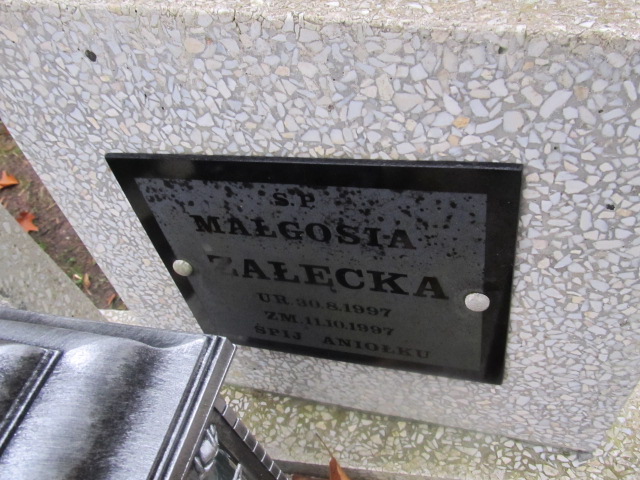 Ś.P.
MAŁGOSIA
ZAŁĘCKA
UR.30.8.1997
ZM.11.10.1997
ŚPIJ ANIOŁKU